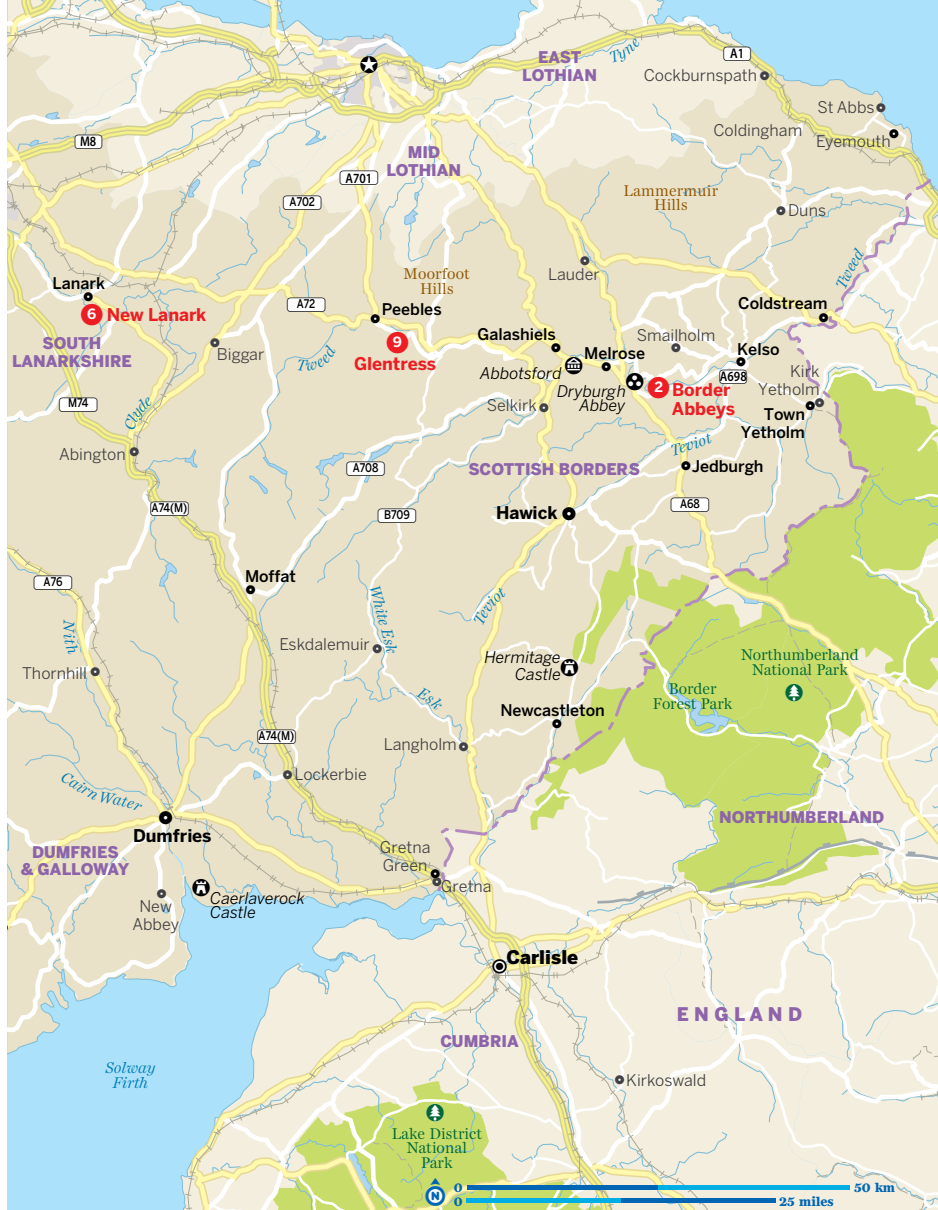 EAST
LOTHIAN
Tyne
A1
Cockburnspath
St Abbs
Coldingham
Eyemouth
M8
MID
LOTHIAN
A701
A702
Lammermuir
Hills
Duns
Lauder
Tweed
Moorfoot
Hills
Lanark
6 New Lanark
A72
Peebles
Coldstream
SOUTH
LANARKSHIRE
Biggar
Tweed
9
Glentress
Galashiels
Smailholm
Melrose
Kelso
Abbotsford
A698
Kirk
Yetholm
Dryburgh
Abbey
2 Border
Abbeys
M74
Clyde
Selkirk
Town
Yetholm
Abington
Teviot
A708
SCOTTISH BORDERS
Jedburgh
A74(M)
B709
Hawick
A68
A76
Moffat
White Esk
Teviot
Nith
Eskdalemuir
Thornhill
Hermitage
Castle
Northumberland
National Park
Border
Forest Park
Esk
Newcastleton
A74(M)
Langholm
Lockerbie
Cairn Water
Dumfries
NORTHUMBERLAND
DUMFRIES
& GALLOWAY
Gretna
Green
Gretna
New
Abbey
Caerlaverock
Castle
Carlisle
ENGLAND
CUMBRIA
Solway
Firth
Kirkoswald
Lake District
National
Park
N
0
50 km
0
25 miles